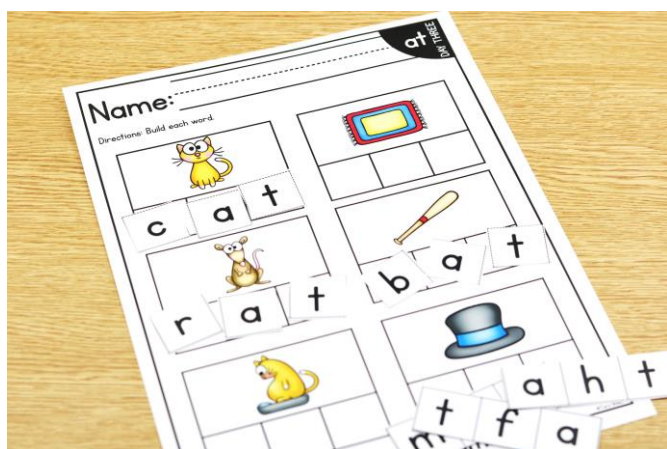 at
DAY THREE
Name:
Directions: Build each word.
c a t
r a t
b a t
a h t
t f a
m